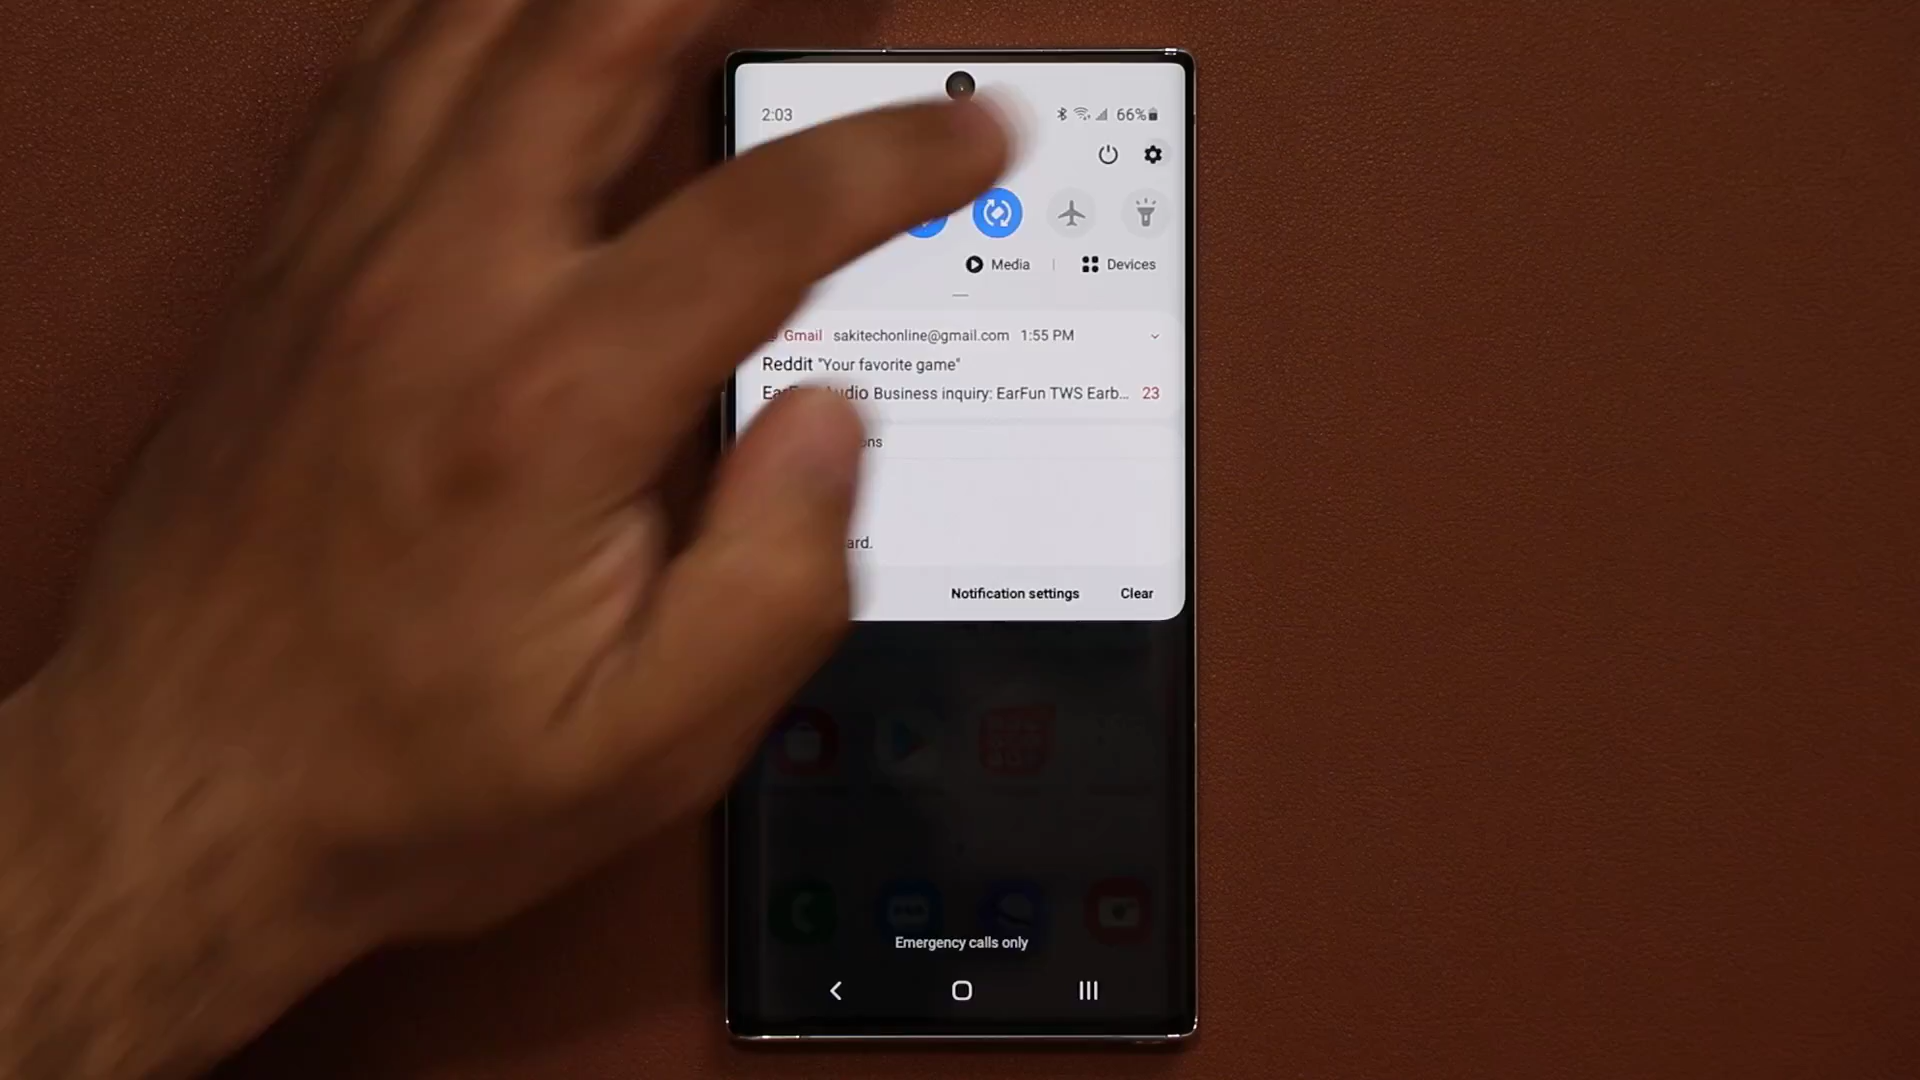 2:03 66%
Media | Devices
Gmail sakitechonline@gmail.com 1:55 PM
Reddit "Your favorite game"
Audio Business inquiry: EarFun TWS Earb... 23
Notification settings Clear
Emergency calls only